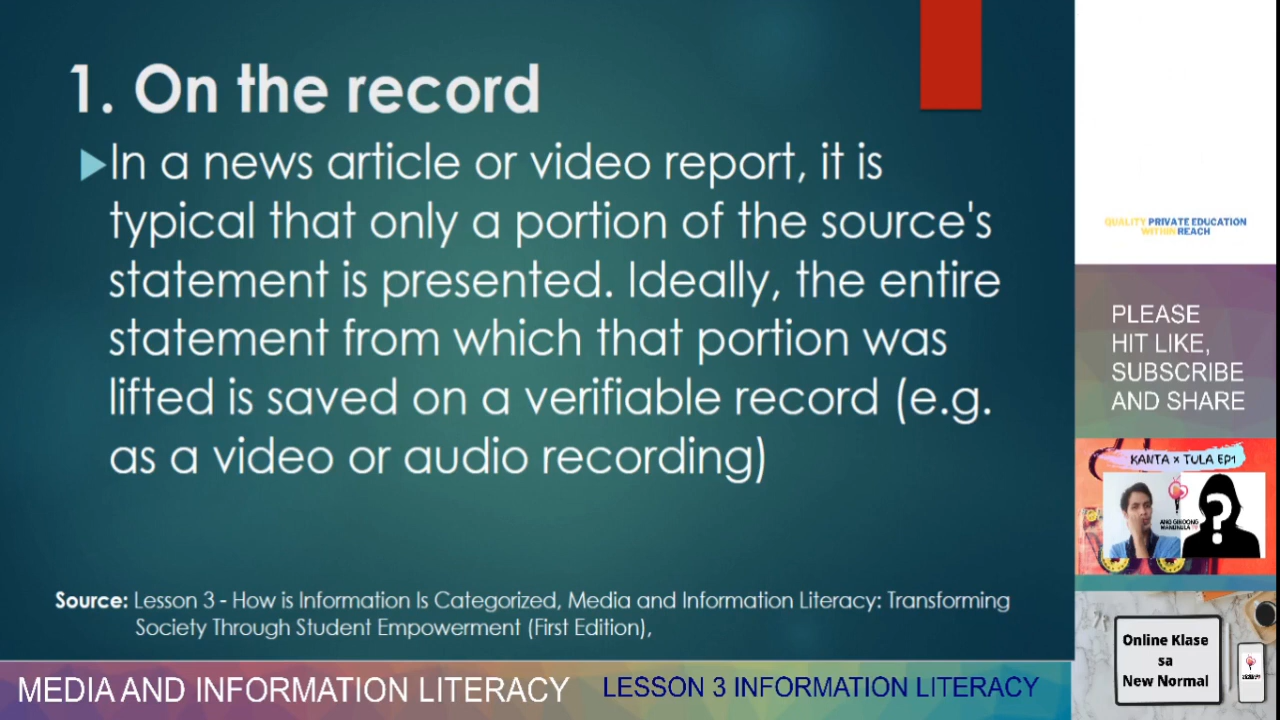 1. On the record
In a news article or video report, it is
typical that only a portion of the source's
statement is presented. Ideally, the entire
statement from which that portion was
lifted is saved on a verifiable record (e.g.
as a video or audio recording)
Source: Lesson 3 - How is Information Is Categorized, Media and Information Literacy: Transforming
Society Through Student Empowerment (First Edition),
MEDIA AND INFORMATION LITERACY
LESSON 3 INFORMATION LITERACY
QUALITY PRIVATE EDUCATION
WITHIN REACH
PLEASE
HIT LIKE,
SUBSCRIBE
AND SHARE
KANTA x TULA EP1
ANG GINOONG
MANUNULA TV
?
Online Klase
sa
New Normal